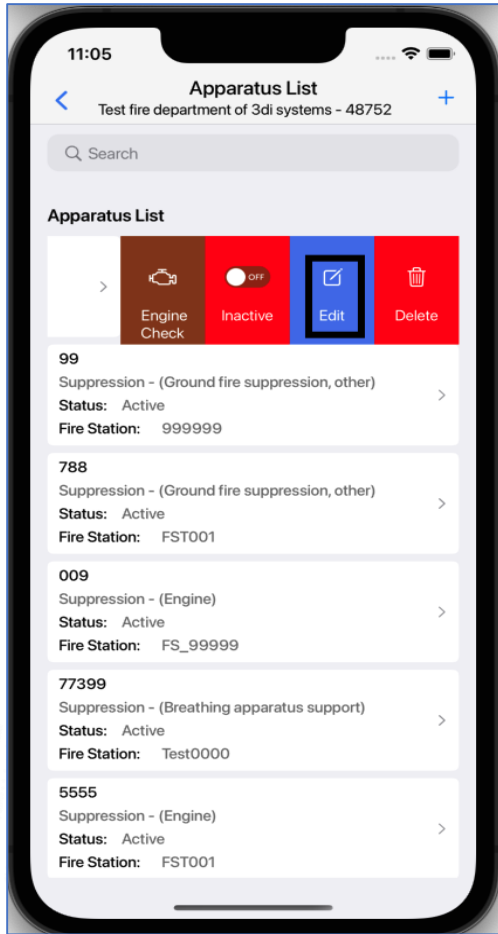 11:05
Apparatus List
Test fire department of 3di systems - 48752
Search
Apparatus List
Engine
Check
OFF
Inactive
Edit
Delete
99
Suppression - (Ground fire suppression, other)
Status: Active
Fire Station: 999999
788
Suppression - (Ground fire suppression, other)
Status: Active
Fire Station: FST001
009
Suppression - (Engine)
Status: Active
Fire Station: FS_99999
77399
Suppression - (Breathing apparatus support)
Status: Active
Fire Station: Test0000
5555
Suppression - (Engine)
Status: Active
Fire Station: FST001